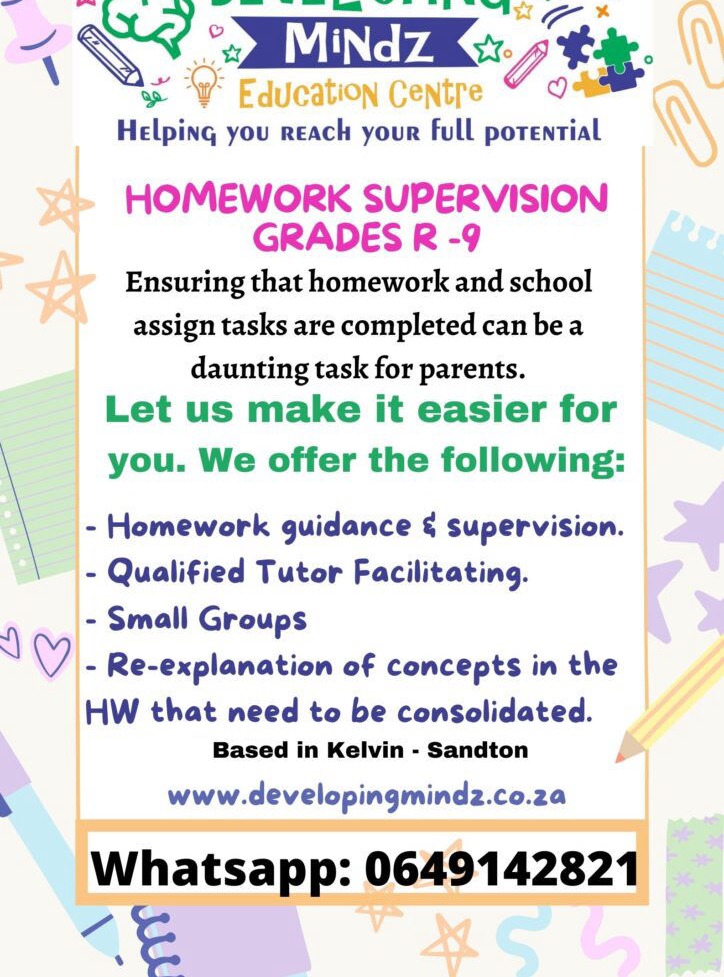 DEVELOPING
MiNdZ
Education Centre
Helping you reach your full potential
HOMEWORK SUPERVISION
GRADES R -9
Ensuring that homework and school
assign tasks are completed can be a
daunting task for parents.
Let us make it easier for
you. We offer the following:
- Homework guidance & supervision.
- Qualified Tutor Facilitating.
- Small Groups
- Re-explanation of concepts in the
HW that need to be consolidated.
Based in Kelvin - Sandton
www.developingmindz.co.za
Whatsapp: 0649142821